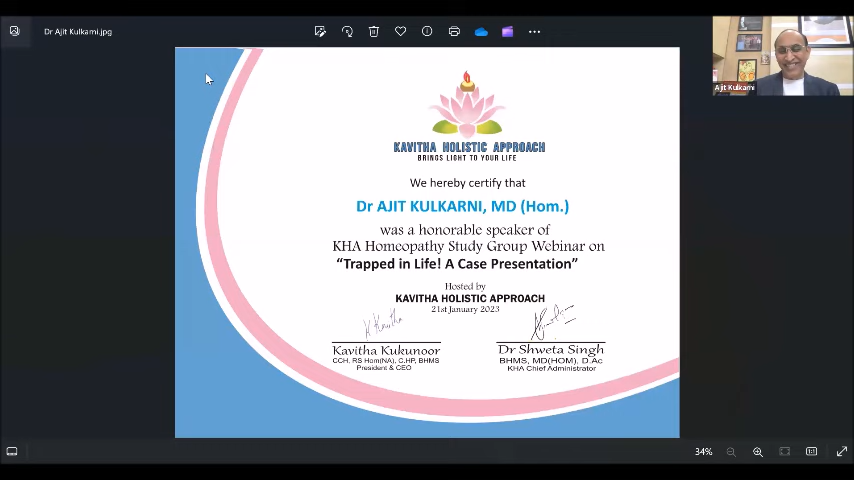 Dr Ajit Kulkarni.jpg
Ajit Kulkarni
KAVITHA HOLISTIC APPROACH
BRINGS LIGHT TO YOUR LIFE
We hereby certify that
Dr AJIT KULKARNI, MD (Hom.)
was a honorable speaker of
KHA Homeopathy Study Group Webinar on
“Trapped in Life! A Case Presentation”
Hosted by
KAVITHA HOLISTIC APPROACH
21st January 2023
K Kavitha
Kavitha Kukunoor
CCH, RS Hom(NA), C.HP, BHMS
President & CEO
Dr Shweta Singh
BHMS, MD(HOM), D.Ac
KHA Chief Administrator
34%